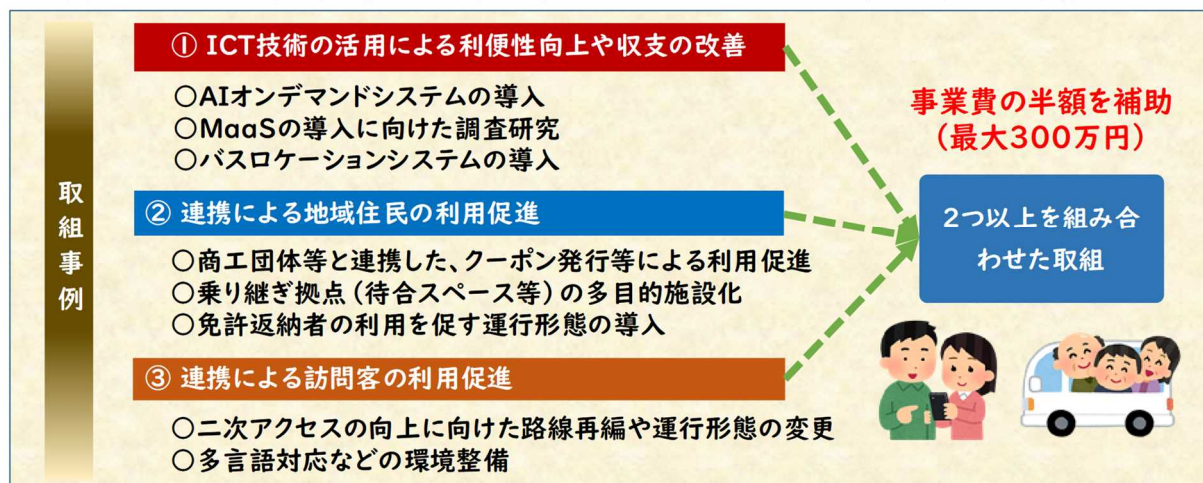 取組事例
① ICT技術の活用による利便性向上や収支の改善
○AIオンデマンドシステムの導入
○MaaSの導入に向けた調査研究
○バスロケーションシステムの導入
② 連携による地域住民の利用促進
○商工団体等と連携した、クーポン発行等による利用促進
○乗り継ぎ拠点（待合スペース等）の多目的施設化
○免許返納者の利用を促す運行形態の導入
③ 連携による訪問客の利用促進
○二次アクセスの向上に向けた路線再編や運行形態の変更
○多言語対応などの環境整備
事業費の半額を補助
（最大300万円）
2つ以上を組み合
わせた取組